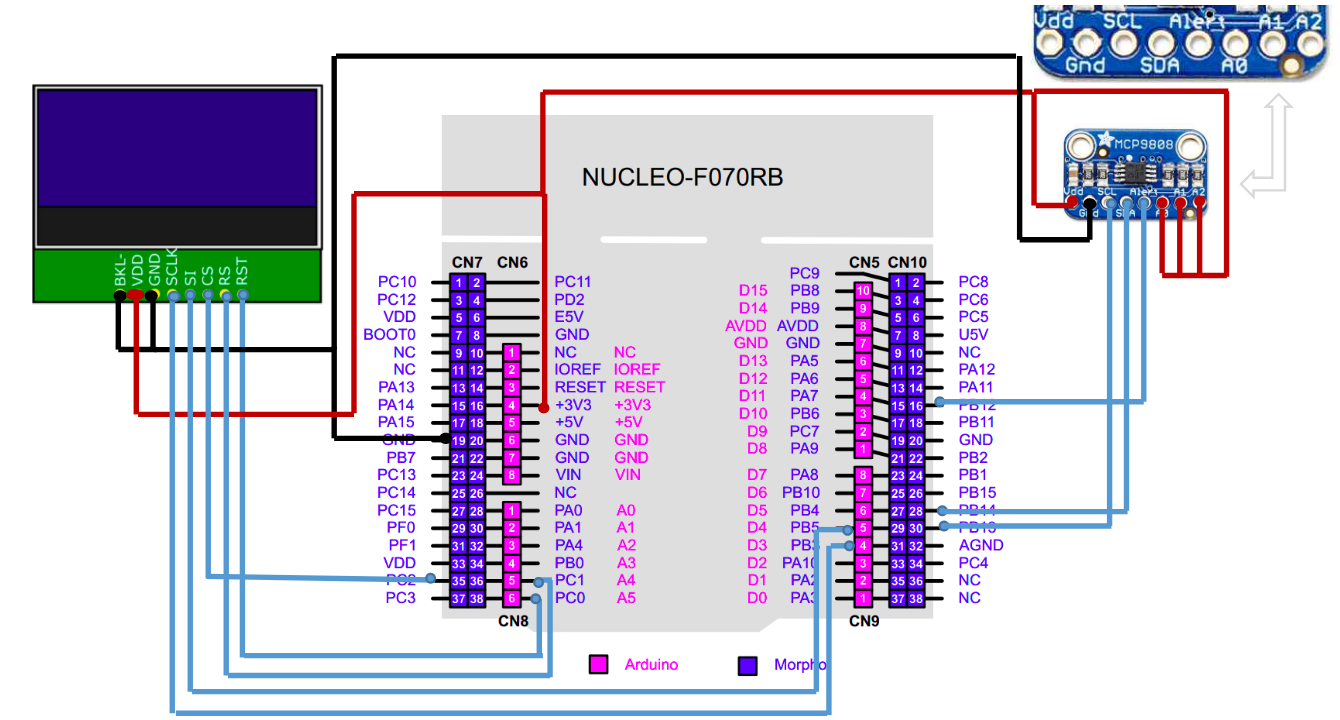 Vdd SCL Alert A1 A2
Gnd SDA A0
NUCLEO-F070RB
MCP9808
Vdd SCL Alert A1 A2
Gnd SDA A0
BKL- VDD GND SCLK SI CS RS RST
CN7 CN6 CN5 CN10
PC10 1 2 PC11
PC12 3 4 PD2
VDD 5 6 E5V
BOOT0 7 8 GND
NC 9 10 1 NC NC
NC 11 12 2 IOREF IOREF
PA13 13 14 3 RESET RESET
PA14 15 16 4 +3V3 +3V3
PA15 17 18 5 +5V +5V
GND 19 20 6 GND GND
PB7 21 22 7 GND GND
PC13 23 24 8 VIN VIN
PC14 25 26 NC
PC15 27 28 1 PA0 A0
PF0 29 30 2 PA1 A1
PF1 31 32 3 PA4 A2
VDD 33 34 4 PB0 A3
PC2 35 36 5 PC1 A4
PC3 37 38 6 PC0 A5
CN8
PC9 1 2 PC8
D15 PB8 10 3 4 PC6
D14 PB9 9 5 6 PC5
AVDD AVDD 8 7 8 U5V
GND GND 7 9 10 NC
D13 PA5 6 11 12 PA12
D12 PA6 5 13 14 PA11
D11 PA7 4 15 16 PB12
D10 PB6 3 17 18 PB11
D9 PC7 2 19 20 GND
D8 PA9 1 21 22 PB2
D7 PA8 8 23 24 PB1
D6 PB10 7 25 26 PB15
D5 PB4 6 27 28 PB14
D4 PB5 5 29 30 PB13
D3 PB3 4 31 32 AGND
D2 PA10 3 33 34 PC4
D1 PA2 2 35 36 NC
D0 PA3 1 37 38 NC
CN9
Arduino Morpho